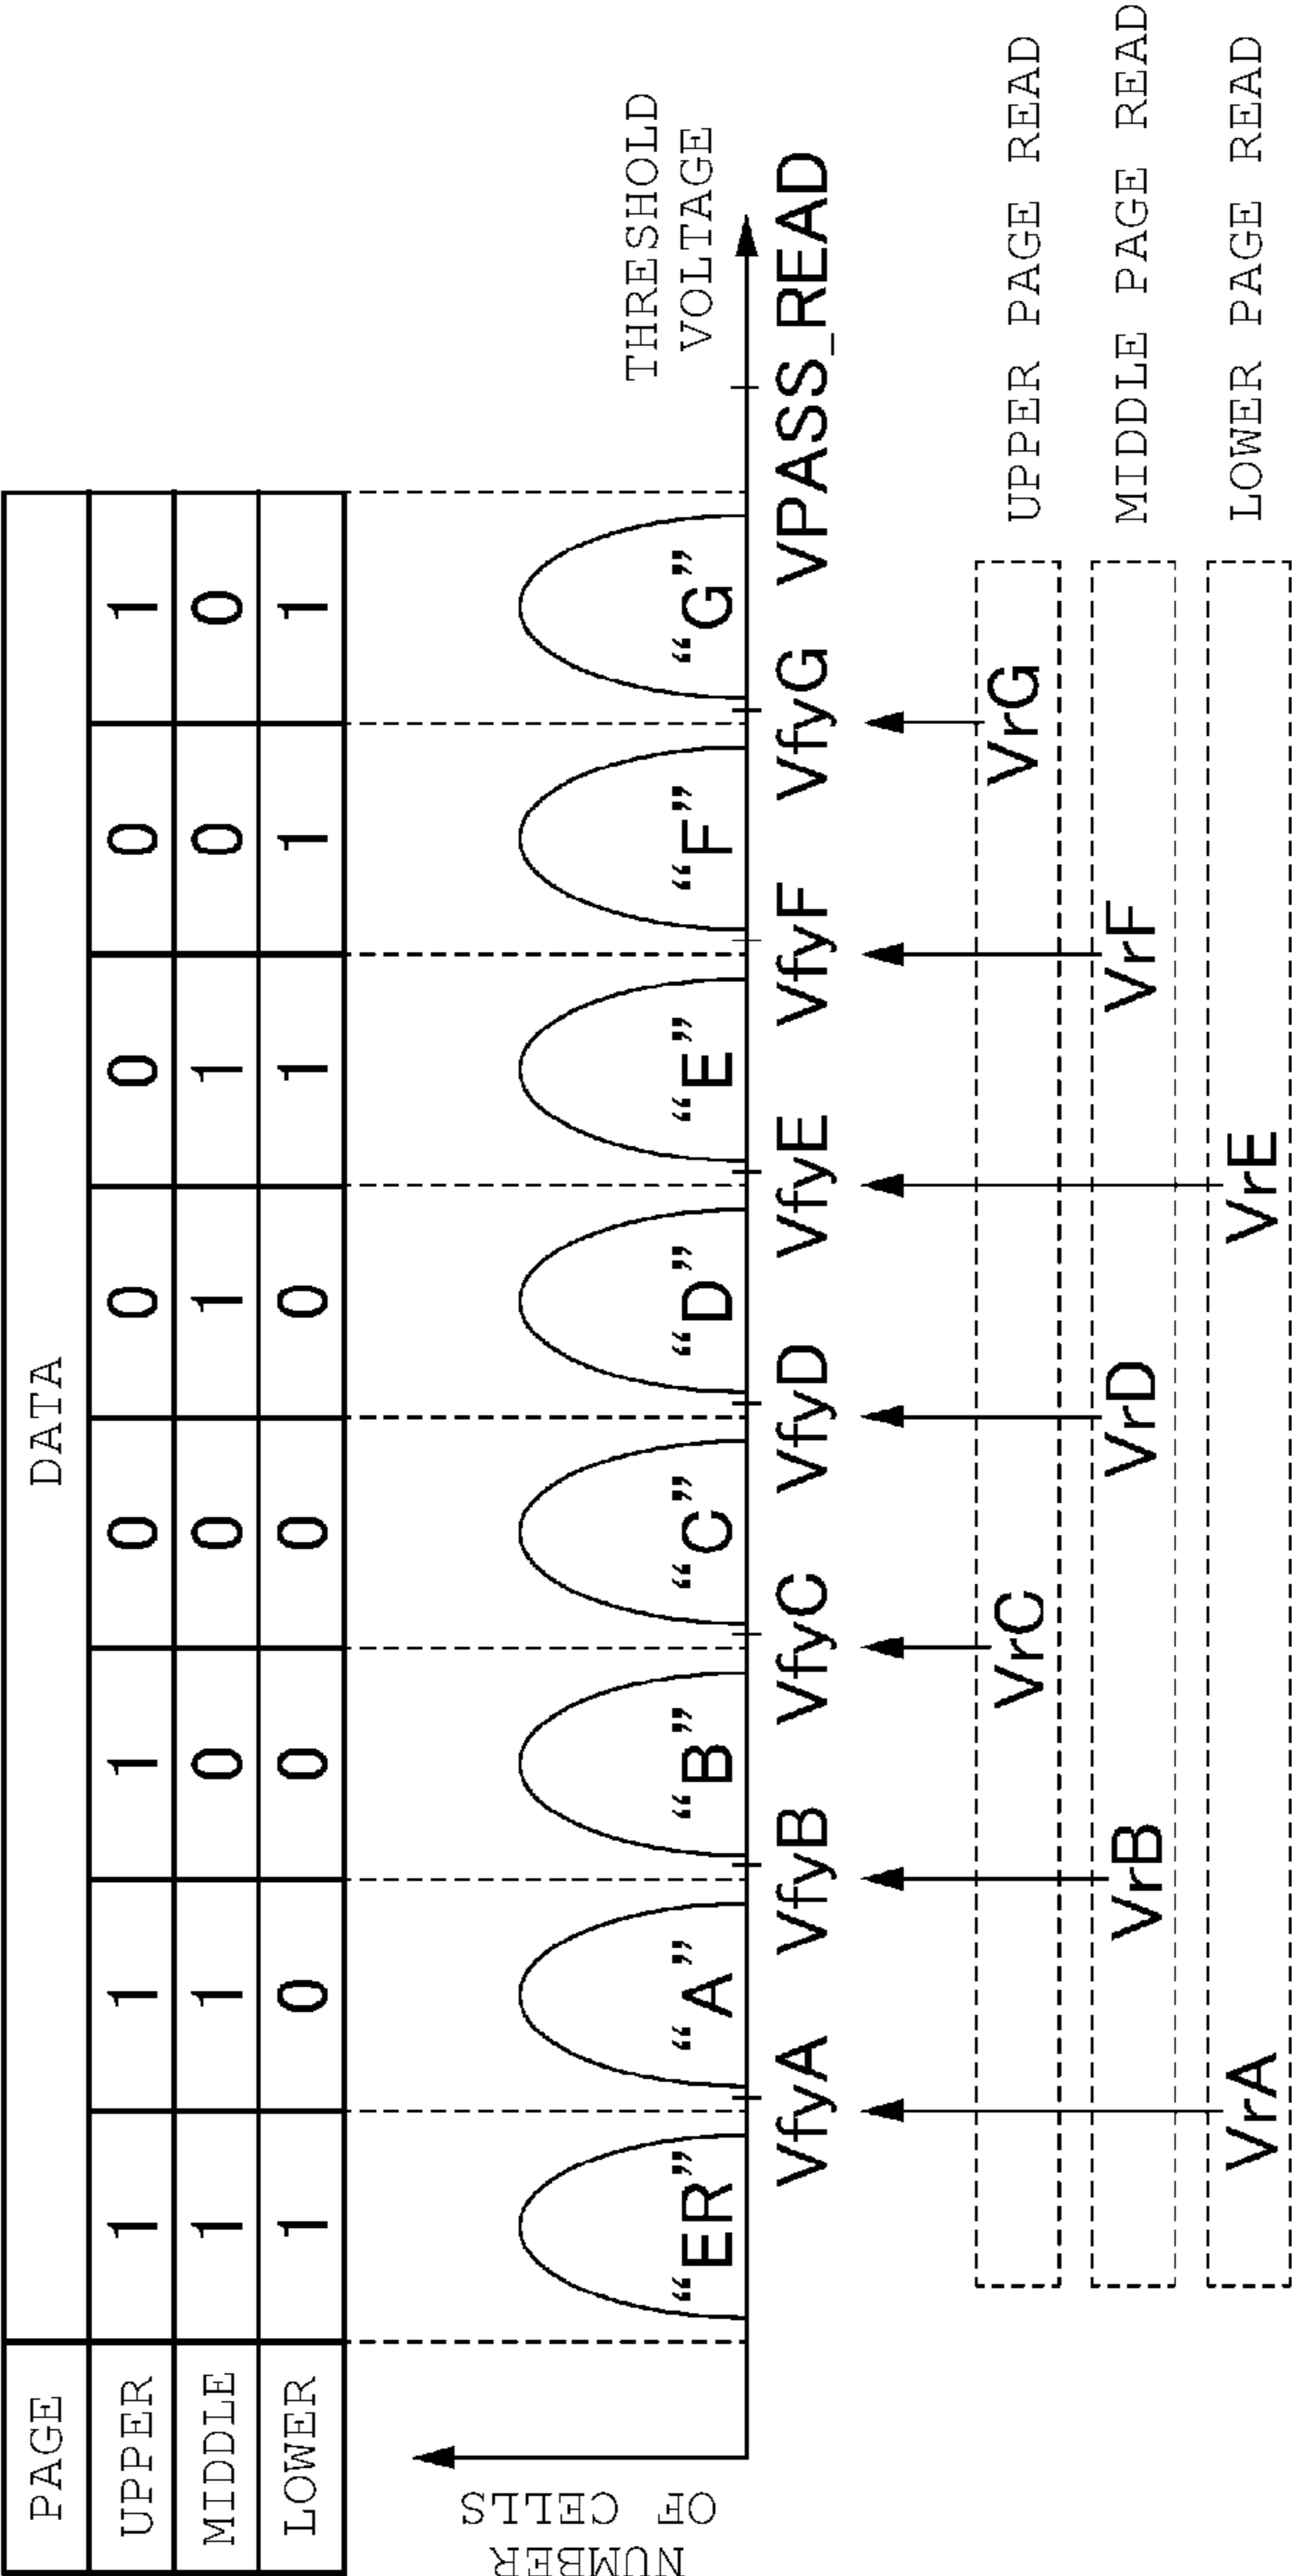 PAGE DATA
UPPER 1 1 1 0 0 0 0 1
MIDDLE 1 1 0 0 1 1 0 0
LOWER 1 0 0 0 0 1 1 1
NUMBER
OF CELLS
“ER” “A” “B” “C” “D” “E” “F” “G”
THRESHOLD
VOLTAGE
VfyA VfyB VfyC VfyD VfyE VfyF VfyG VPASS_READ
VrC VrG UPPER PAGE READ
VrB VrD VrF MIDDLE PAGE READ
VrA VrE LOWER PAGE READ